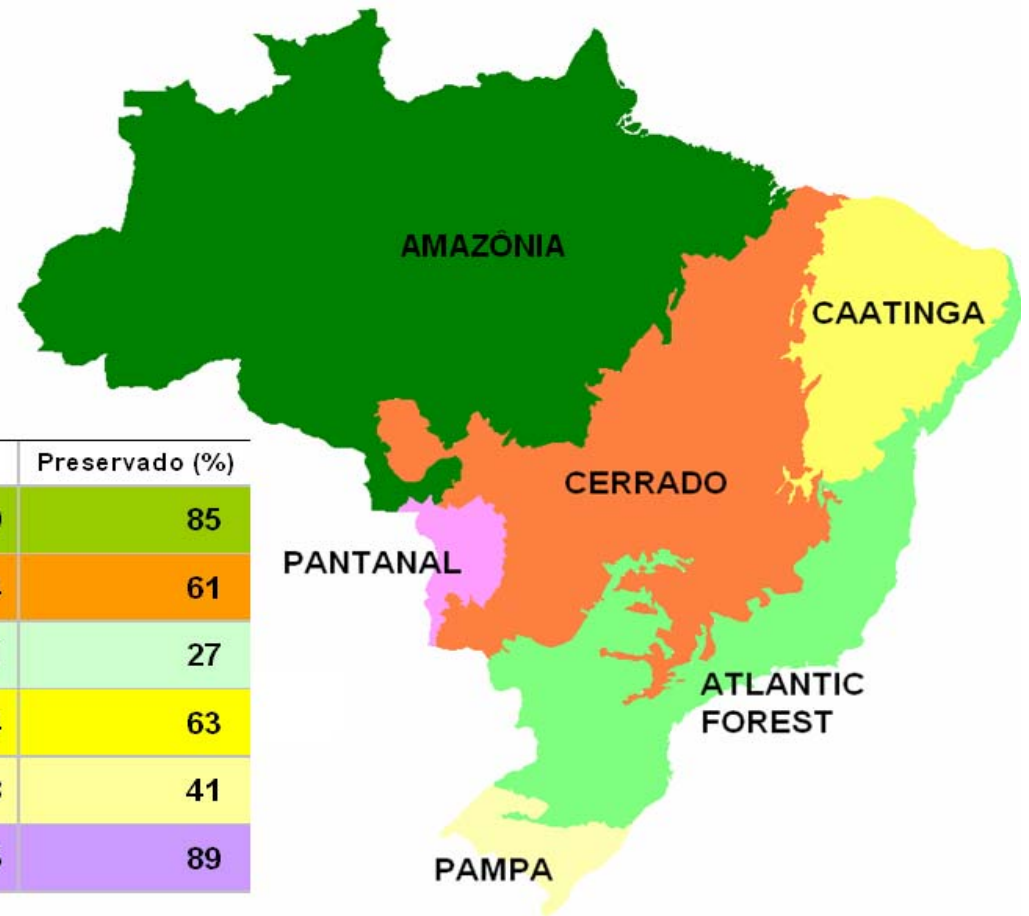 AMAZÔNIA
CAATINGA
CERRADO
PANTANAL
ATLANTIC
FOREST
PAMPA
Preservado (%)
85
61
27
63
41
89